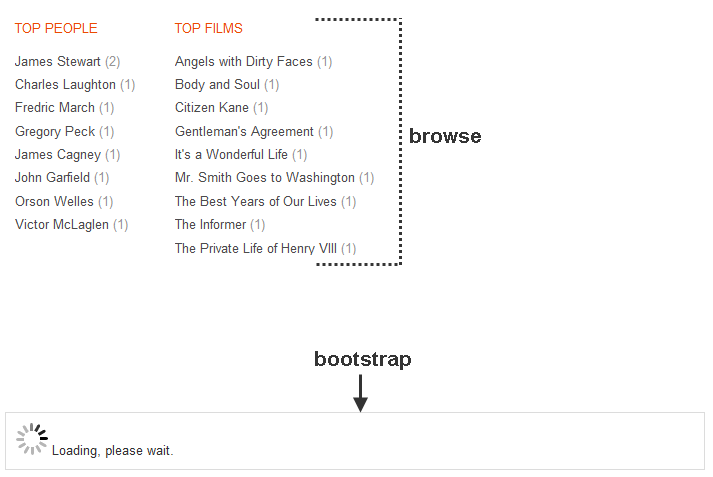 TOP PEOPLE
James Stewart (2)
Charles Laughton (1)
Fredric March (1)
Gregory Peck (1)
James Cagney (1)
John Garfield (1)
Orson Welles (1)
Victor McLaglen (1)
TOP FILMS
Angels with Dirty Faces (1)
Body and Soul (1)
Citizen Kane (1)
Gentleman's Agreement (1)
It's a Wonderful Life (1)
Mr. Smith Goes to Washington (1)
The Best Years of Our Lives (1)
The Informer (1)
The Private Life of Henry VIII (1)
browse
bootstrap
Loading, please wait.